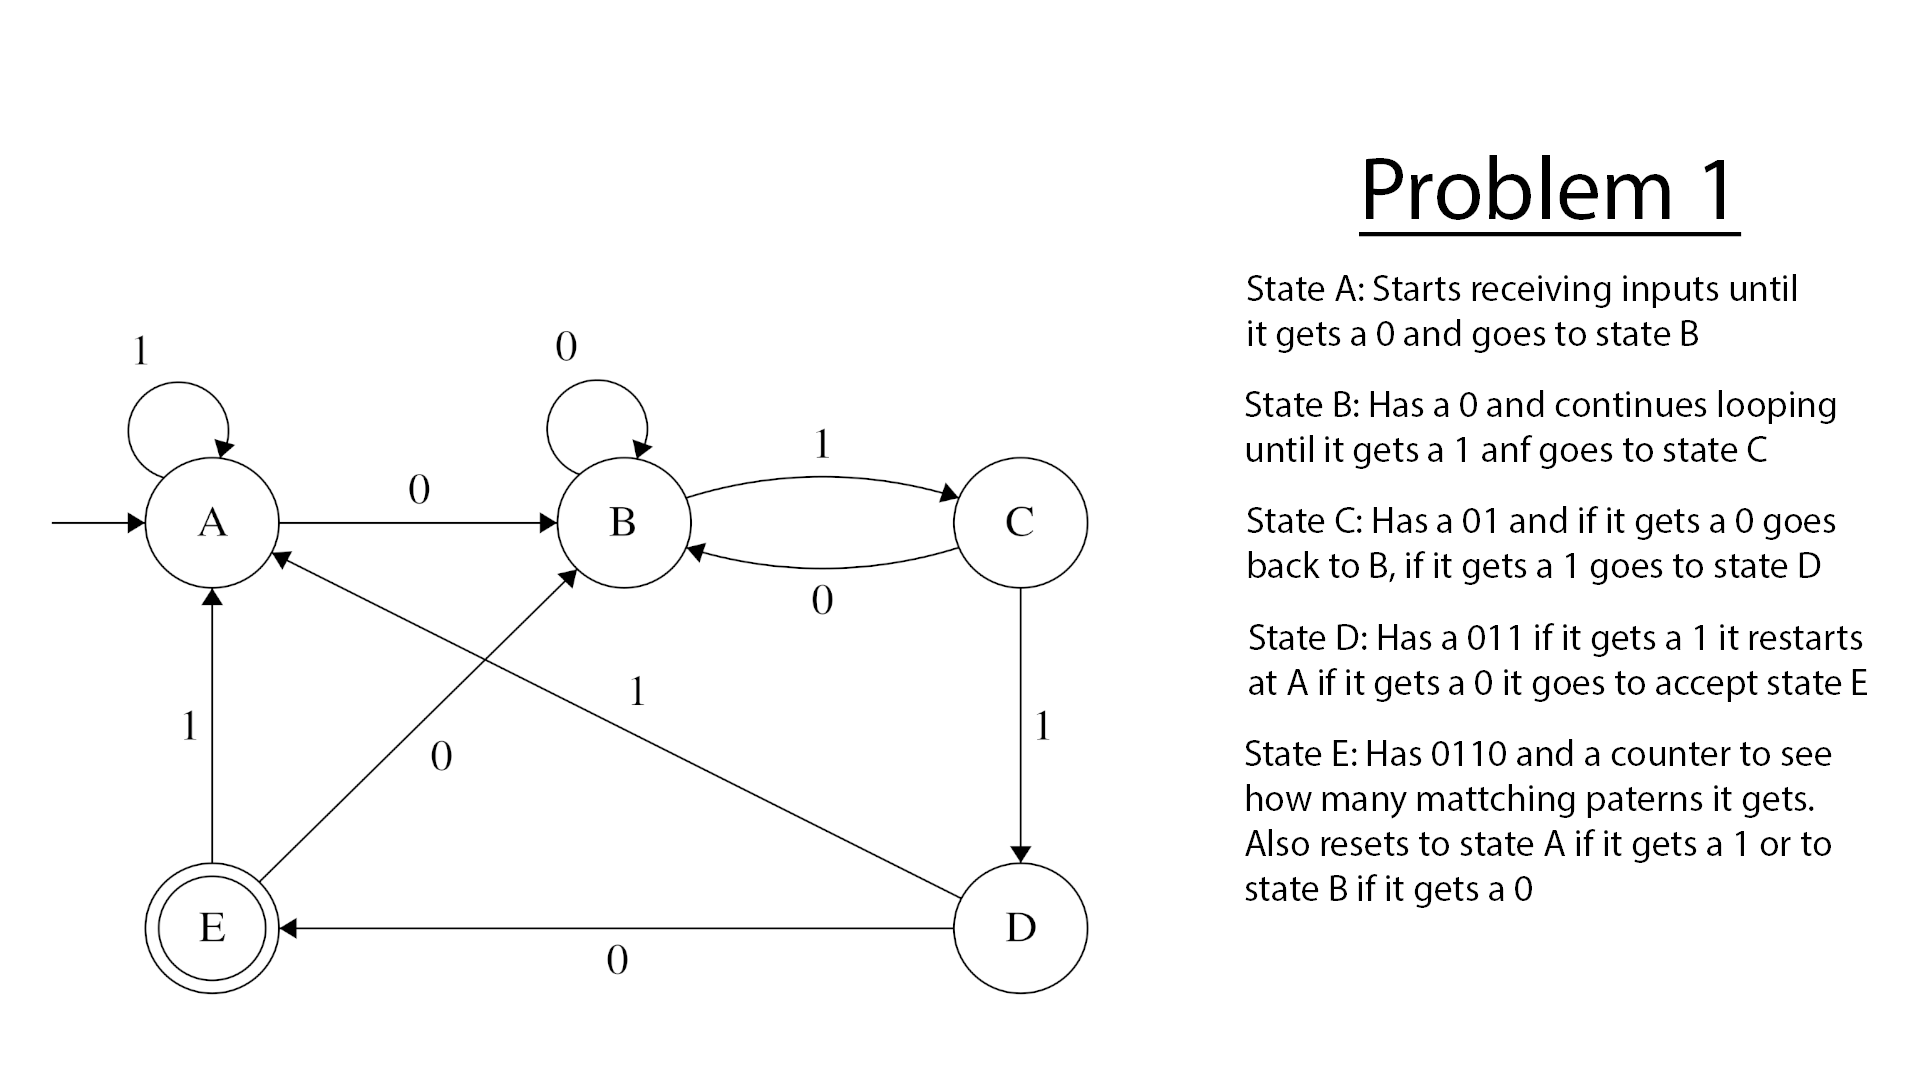 Problem 1
State A: Starts receiving inputs until
it gets a 0 and goes to state B
State B: Has a 0 and continues looping
until it gets a 1 anf goes to state C
State C: Has a 01 and if it gets a 0 goes
back to B, if it gets a 1 goes to state D
State D: Has a 011 if it gets a 1 it restarts
at A if it gets a 0 it goes to accept state E
State E: Has 0110 and a counter to see
how many mattching paterns it gets.
Also resets to state A if it gets a 1 or to
state B if it gets a 0
1
0
0
1
A
B
C
0
1
1
0
1
E
D
0